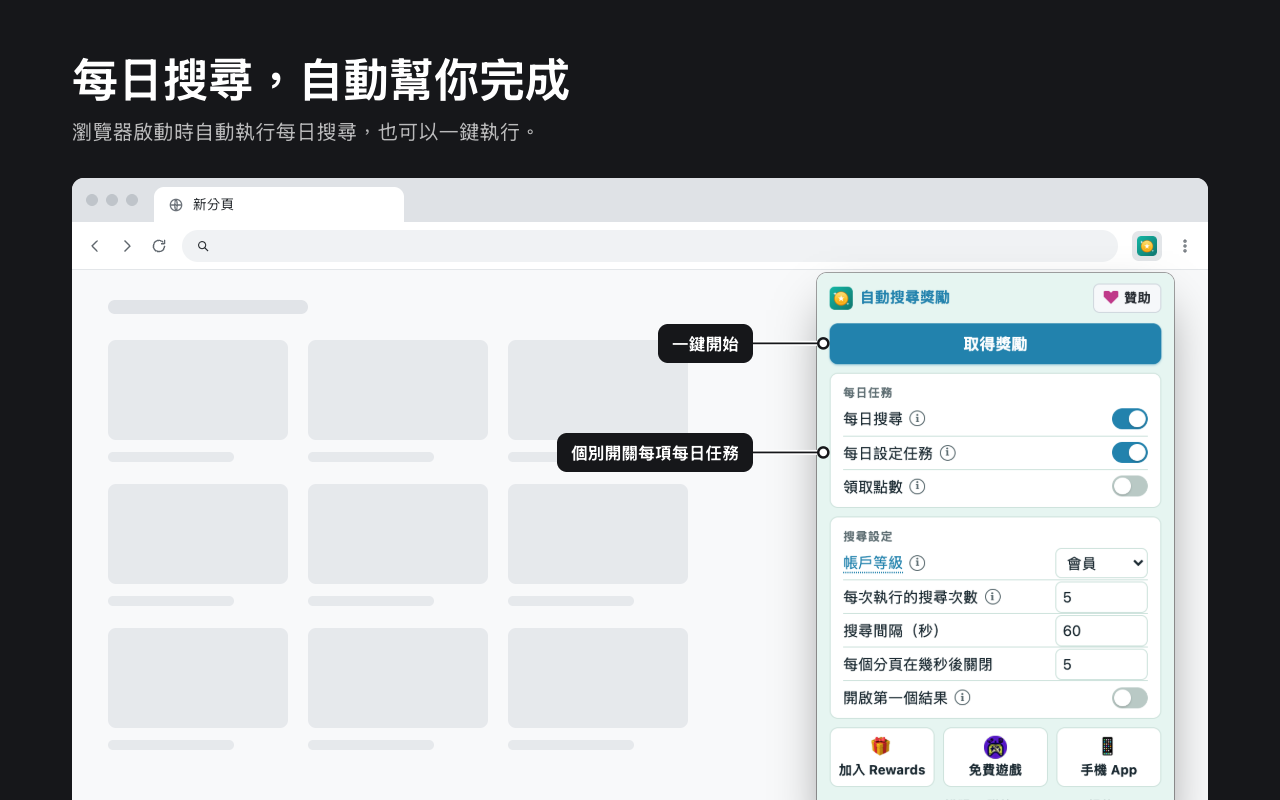 每日搜尋，自動幫你完成
瀏覽器啟動時自動執行每日搜尋，也可以一鍵執行。
新分頁
自動搜尋獎勵
贊助
一鍵開始
取得獎勵
每日任務
每日搜尋
個別開關每項每日任務
每日設定任務
領取點數
搜尋設定
帳戶等級
會員
每次執行的搜尋次數
5
搜尋間隔（秒）
60
每個分頁在幾秒後關閉
5
開啟第一個結果
加入 Rewards
免費遊戲
手機 App